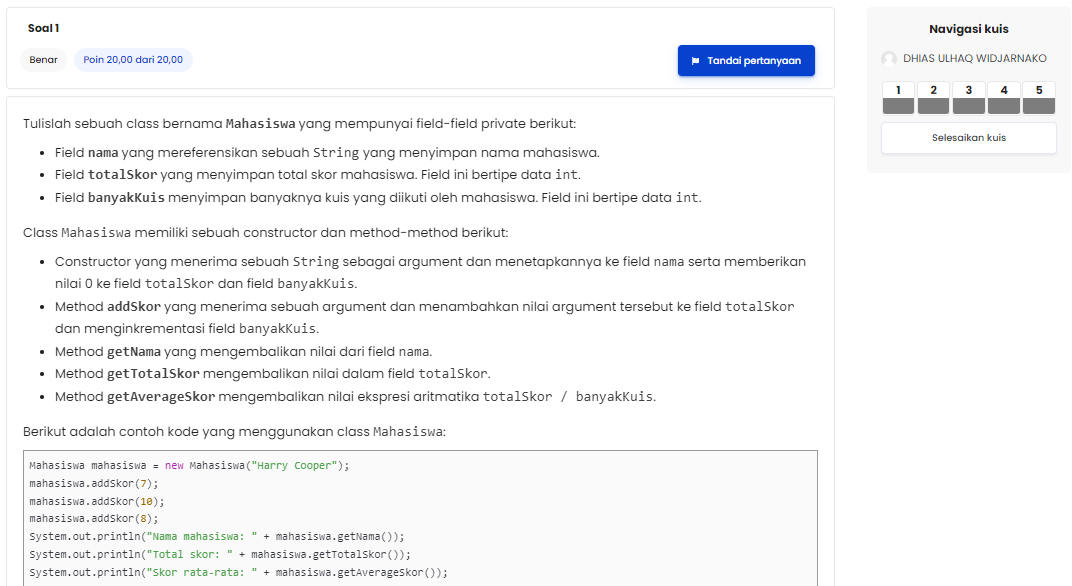 Soal 1
Benar
Poin 20,00 dari 20,00
Tandai pertanyaan
Tulislah sebuah class bernama Mahasiswa yang mempunyai field-field private berikut:
Field nama yang mereferensikan sebuah String yang menyimpan nama mahasiswa.
Field totalSkor yang menyimpan total skor mahasiswa. Field ini bertipe data int.
Field banyakKuis menyimpan banyaknya kuis yang diikuti oleh mahasiswa. Field ini bertipe data int.
Class Mahasiswa memiliki sebuah constructor dan method-method berikut:
Constructor yang menerima sebuah String sebagai argument dan menetapkannya ke field nama serta memberikan
nilai 0 ke field totalSkor dan field banyakKuis.
Method addSkor yang menerima sebuah argument dan menambahkan nilai argument tersebut ke field totalSkor
dan menginkrementasi field banyakKuis.
Method getNama yang mengembalikan nilai dari field nama.
Method getTotalSkor mengembalikan nilai dalam field totalSkor.
Method getAverageSkor mengembalikan nilai ekspresi aritmatika totalSkor / banyakKuis.
Berikut adalah contoh kode yang menggunakan class Mahasiswa:
Mahasiswa mahasiswa = new Mahasiswa("Harry Cooper");
mahasiswa.addSkor(7);
mahasiswa.addSkor(10);
mahasiswa.addSkor(8);
System.out.println("Nama mahasiswa: " + mahasiswa.getNama());
System.out.println("Total skor: " + mahasiswa.getTotalSkor());
System.out.println("Skor rata-rata: " + mahasiswa.getAverageSkor());
Navigasi kuis
DHIAS ULHAQ WIDJARNAKO
1 2 3 4 5
Selesaikan kuis